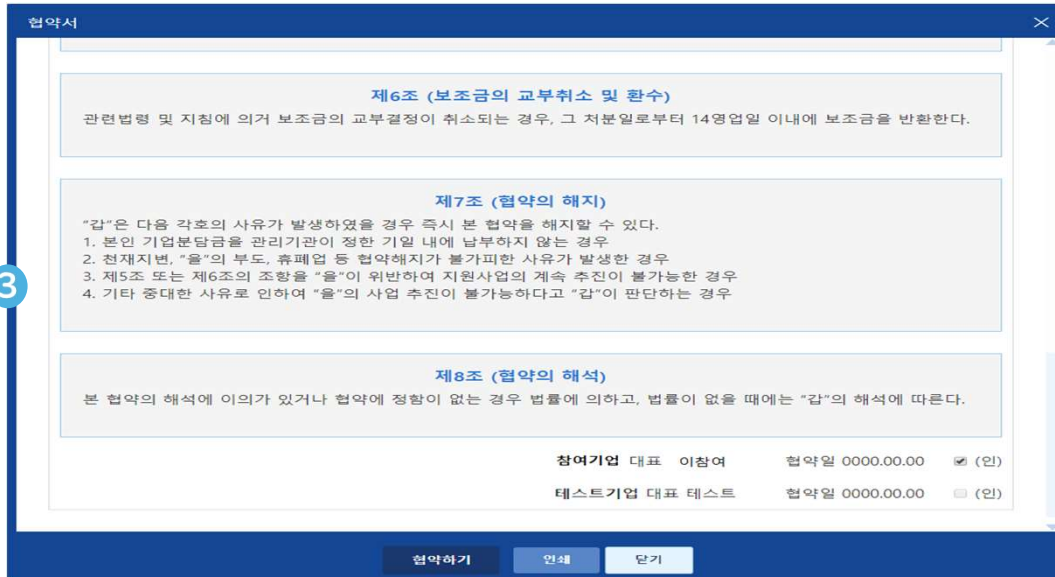 협약서
제6조 (보조금의 교부취소 및 환수)
관련법령 및 지침에 의거 보조금의 교부결정이 취소되는 경우, 그 처분일로부터 14영업일 이내에 보조금을 반환한다.
제7조 (협약의 해지)
“갑”은 다음 각호의 사유가 발생하였을 경우 즉시 본 협약을 해지할 수 있다.
1. 본인 기업분담금을 관리기관이 정한 기일 내에 납부하지 않는 경우
2. 천재지변, “을”의 부도, 휴폐업 등 협약해지가 불가피한 사유가 발생한 경우
3. 제5조 또는 제6조의 조항을 “을”이 위반하여 지원사업의 계속 추진이 불가능한 경우
3
4. 기타 중대한 사유로 인하여 “을”의 사업 추진이 불가능하다고 “갑”이 판단하는 경우
제8조 (협약의 해석)
본 협약의 해석에 이의가 있거나 협약에 정함이 없는 경우 법률에 의하고, 법률이 없을 때에는 “갑”의 해석에 따른다.
참여기업 대표 이참여 협약일 0000.00.00 (인)
테스트기업 대표 테스트 협약일 0000.00.00 (인)
협약하기 인쇄 닫기